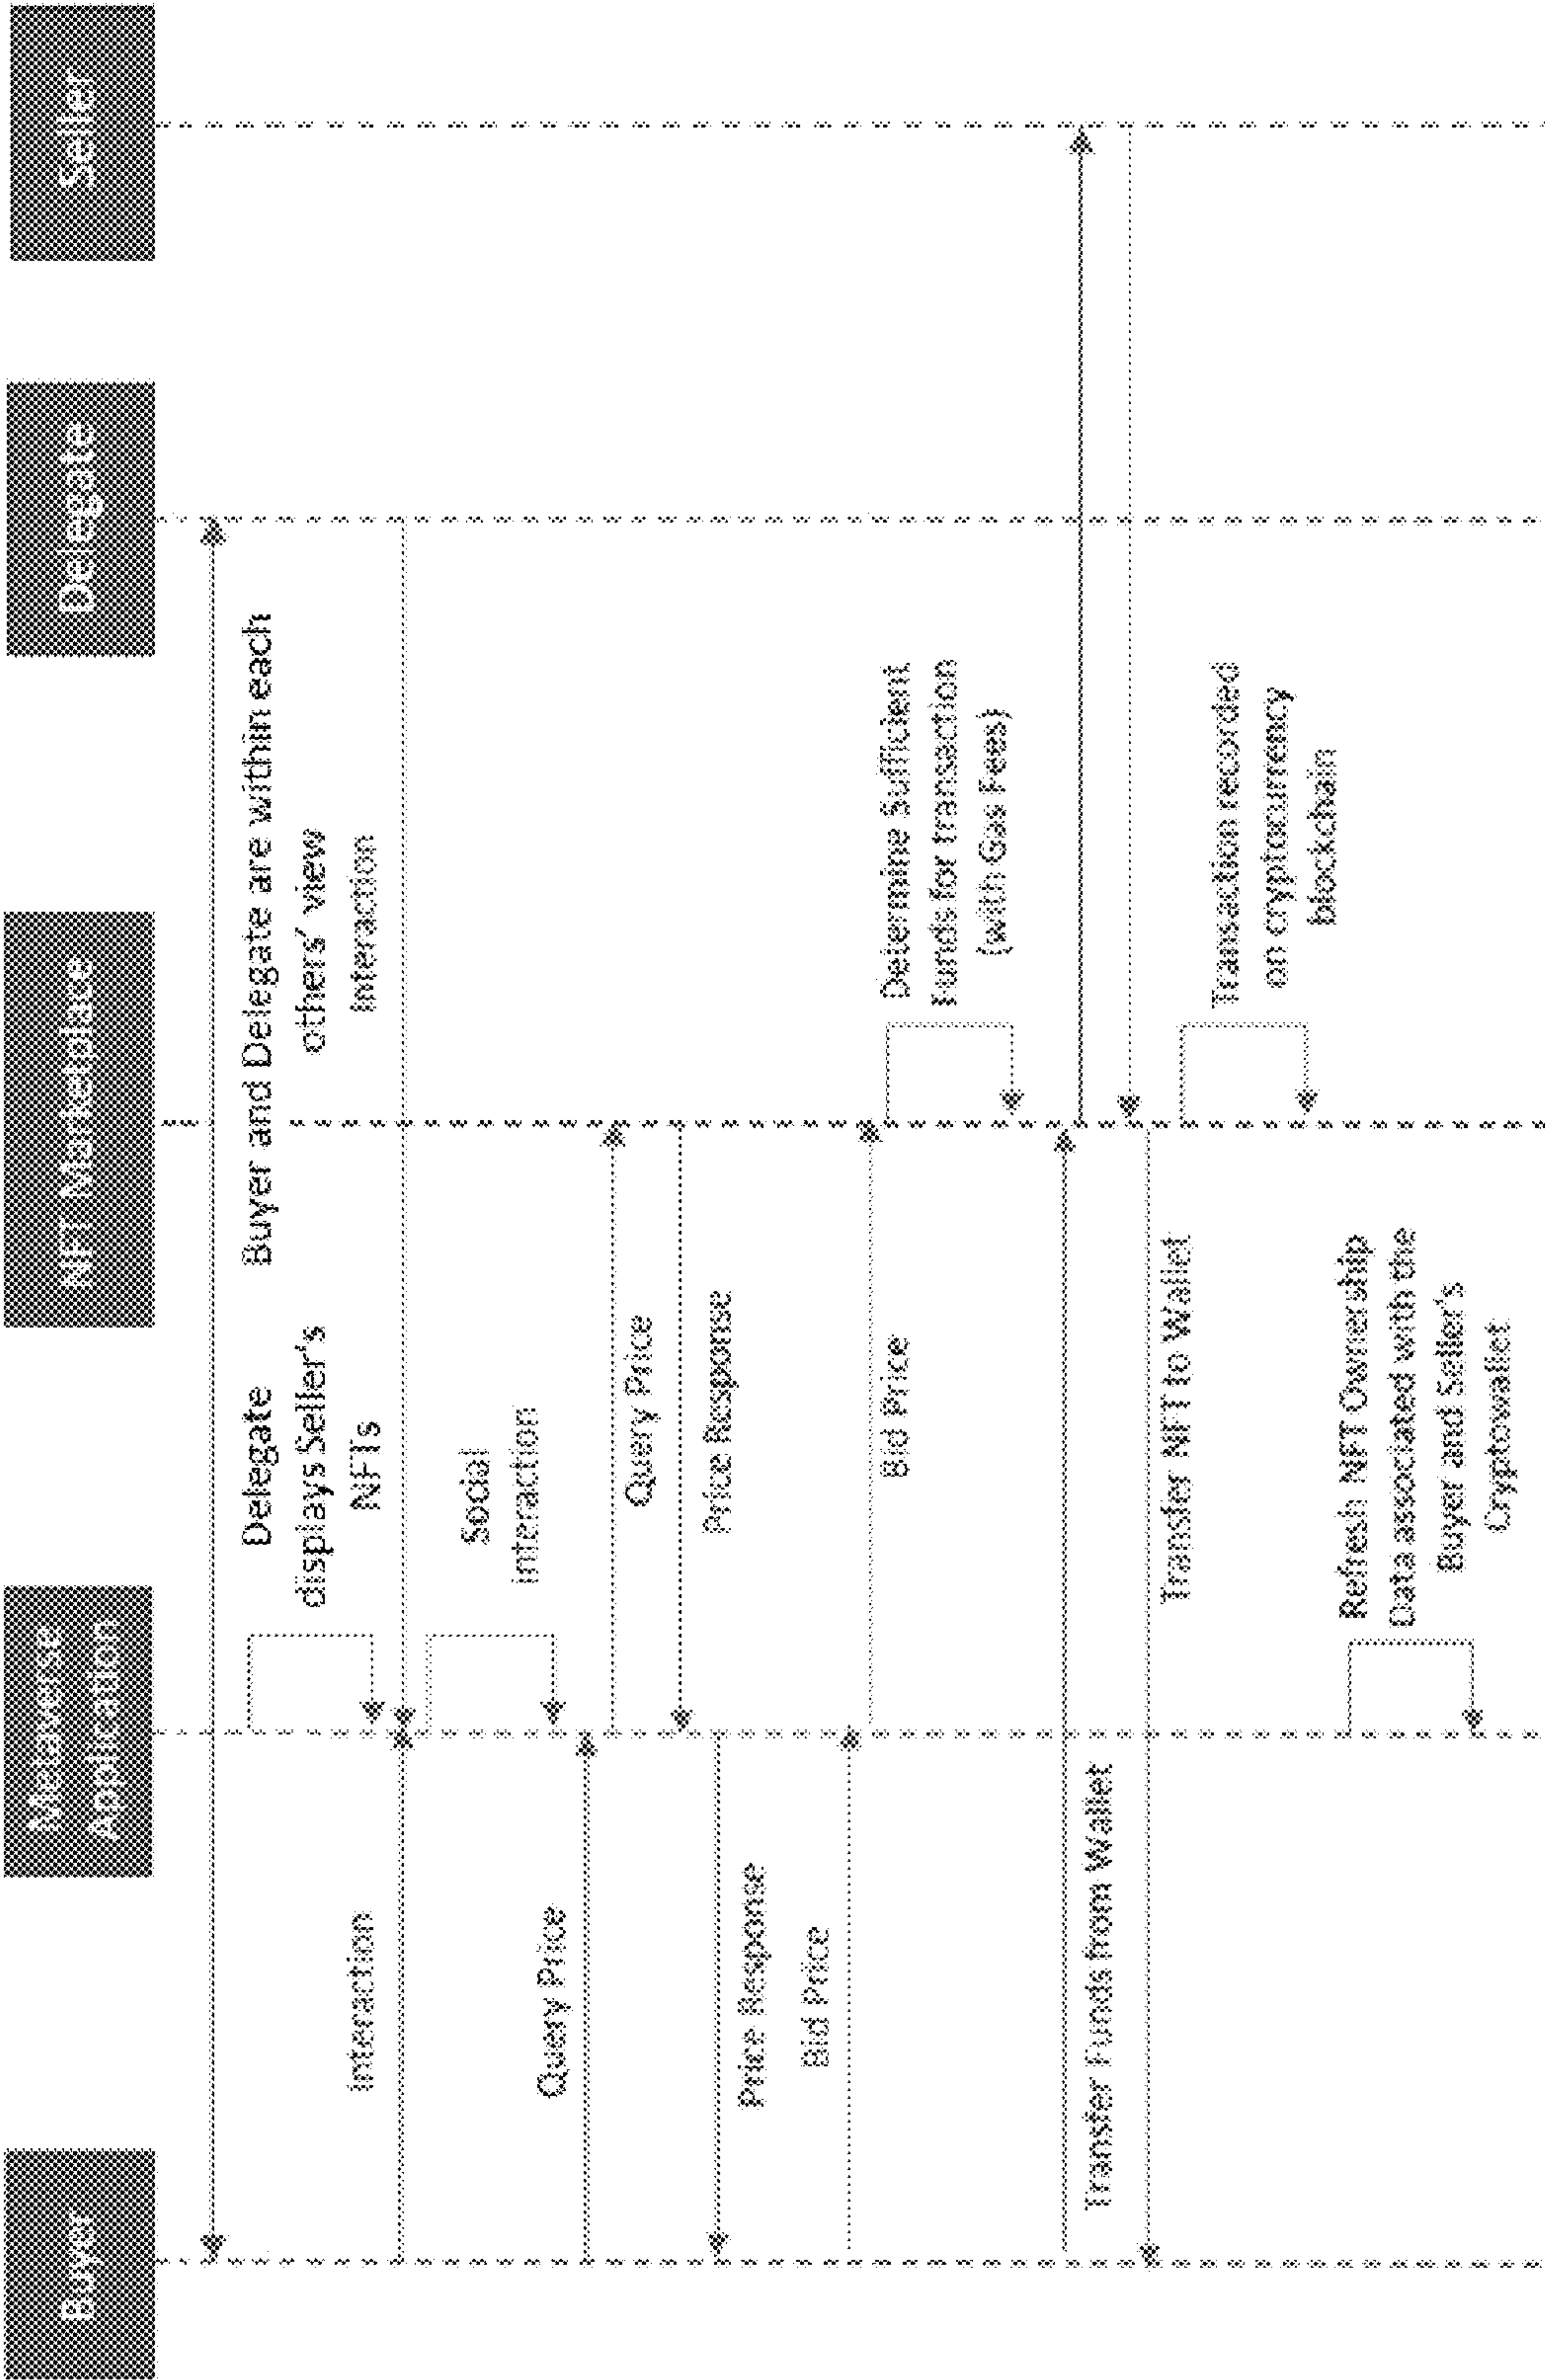 Buyer
Metaverse
Application
NFT Marketplace
Delegate
Seller
Delegate
displays Seller's
NFTs
Buyer and Delegate are within each
others' view
interaction
interaction
Social
interaction
Query Price
Query Price
Price Response
Price Response
Bid Price
Bid Price
Determine Sufficient
Funds for transaction
(with Gas Fees)
Transfer Funds from Wallet
Transfer NFT to Wallet
Transaction recorded
on cryptocurrency
blockchain
Refresh NFT Ownership
Data associated with the
Buyer and Seller's
Cryptowallet